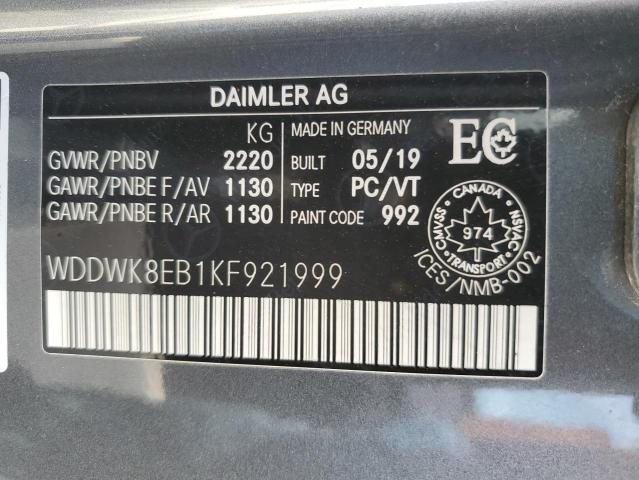 DAIMLER AG
KG MADE IN GERMANY
GVWR/PNBV 2220 BUILT 05/19
GAWR/PNBE F/AV 1130 TYPE PC/VT
GAWR/PNBE R/AR 1130 PAINT CODE 992
EC
CANADA
CMVSS 974 NSVAC
TRANSPORT
ICES/NMB-002
WDDWK8EB1KF921999